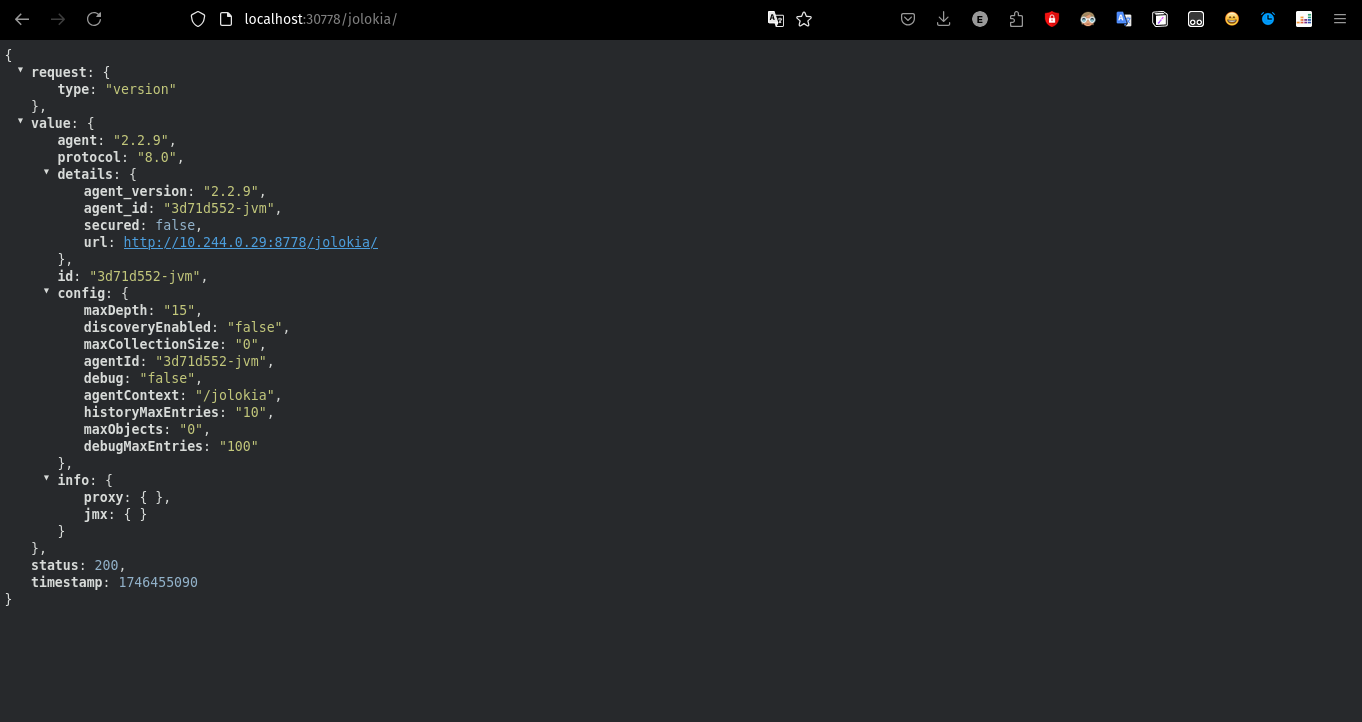 localhost:30778/jolokia/
E
{
request: {
type: "version"
},
value: {
agent: "2.2.9",
protocol: "8.0",
details: {
agent_version: "2.2.9",
agent_id: "3d71d552-jvm",
secured: false,
url: http://10.244.0.29:8778/jolokia/
},
id: "3d71d552-jvm",
config: {
maxDepth: "15",
discoveryEnabled: "false",
maxCollectionSize: "0",
agentId: "3d71d552-jvm",
debug: "false",
agentContext: "/jolokia",
historyMaxEntries: "10",
maxObjects: "0",
debugMaxEntries: "100"
},
info: {
proxy: { },
jmx: { }
}
},
status: 200,
timestamp: 1746455090
}